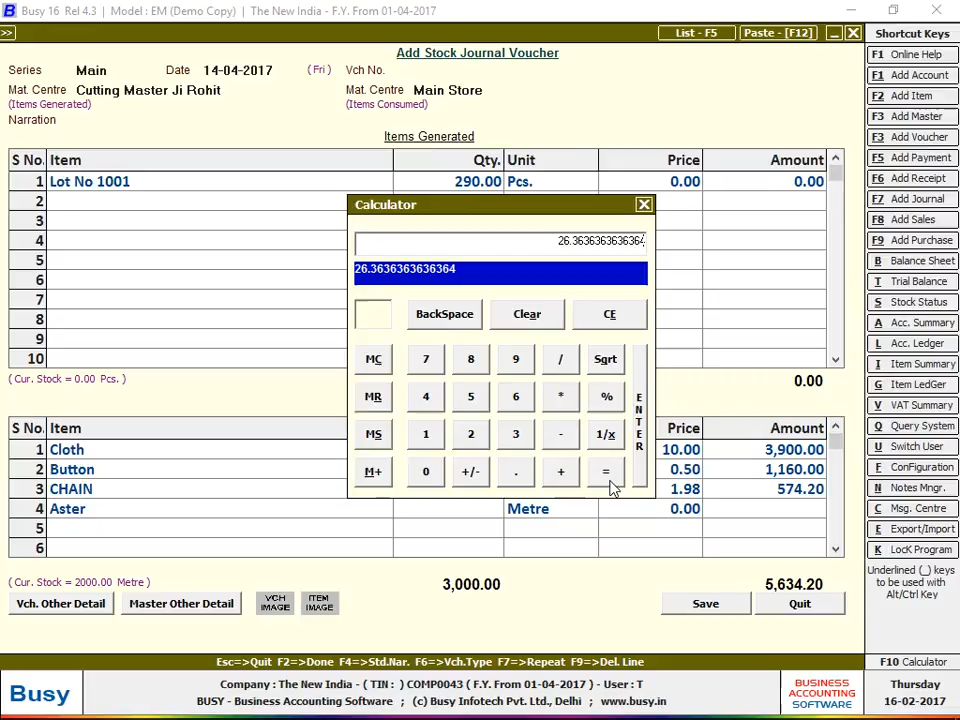 Busy 16 Rel 4.3 | Model : EM (Demo Copy) | The New India - F.Y. From 01-04-2017
>> List - F5 Paste - [F12] Shortcut Keys
Add Stock Journal Voucher
Series Main Date 14-04-2017 (Fri) Vch No.
Mat. Centre Cutting Master Ji Rohit Mat. Centre Main Store
(Items Generated) (Items Consumed)
Narration
Items Generated
S No. Item Qty. Unit Price Amount
1 Lot No 1001 290.00 Pcs. 0.00 0.00
2
3
4
5
6
7
8
9
10
(Cur. Stock = 0.00 Pcs. ) 0.00
Calculator
26.3636363636364
26.3636363636364
BackSpace Clear CE
MC 7 8 9 / Sqrt
MR 4 5 6 * %
MS 1 2 3 - 1/x
M+ 0 +/- . + =
ENTER
S No. Item Price Amount
1 Cloth 10.00 3,900.00
2 Button 0.50 1,160.00
3 CHAIN 1.98 574.20
4 Aster Metre 0.00
5
6
(Cur. Stock = 2000.00 Metre ) 3,000.00 5,634.20
Vch. Other Detail Master Other Detail VCH IMAGE ITEM IMAGE Save Quit
Esc=>Quit F2=>Done F4=>Std.Nar. F6=>Vch.Type F7=>Repeat F9=>Del. Line
F1 Online Help
F1 Add Account
F2 Add Item
F3 Add Master
F3 Add Voucher
F5 Add Payment
F6 Add Receipt
F7 Add Journal
F8 Add Sales
F9 Add Purchase
B Balance Sheet
T Trial Balance
S Stock Status
A Acc. Summary
L Acc. Ledger
I Item Summary
G Item LedGer
V VAT Summary
Q Query System
U Switch User
F Configuration
N Notes Mngr.
C Msg. Centre
E Export/Import
K LocK Program
Underlined (_) keys
to be used with
Alt/Ctrl Key
F10 Calculator
Busy
Company : The New India - ( TIN : ) COMP0043 ( F.Y. From 01-04-2017 ) - User : T
BUSY - Business Accounting Software ; (c) Busy Infotech Pvt. Ltd., Delhi ; www.busy.in
BUSINESS
ACCOUNTING
SOFTWARE
Thursday
16-02-2017